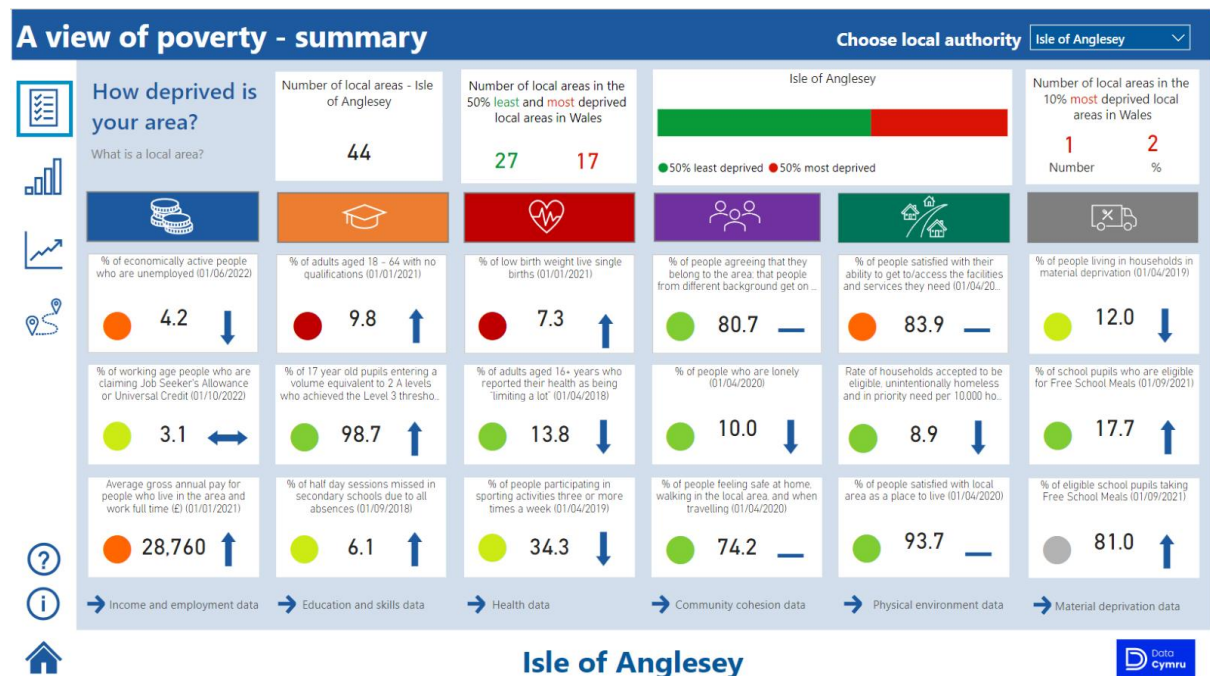 A view of poverty - summary
Choose local authority
Isle of Anglesey
How deprived is
your area?
What is a local area?
Number of local areas - Isle
of Anglesey
44
Number of local areas in the
50% least and most deprived
local areas in Wales
27 17
Isle of Anglesey
50% least deprived 50% most deprived
Number of local areas in the
10% most deprived local
areas in Wales
1 2
Number %
% of economically active people
who are unemployed (01/06/2022)
4.2
% of adults aged 18 – 64 with no
qualifications (01/01/2021)
9.8
% of low birth weight live single
births (01/01/2021)
7.3
% of people agreeing that they
belong to the area; that people
from different background get on ...
80.7
% of people satisfied with their
ability to get to/access the facilities
and services they need (01/04/20...
83.9
% of people living in households in
material deprivation (01/04/2019)
12.0
% of working age people who are
claiming Job Seeker's Allowance
or Universal Credit (01/10/2022)
3.1
% of 17 year old pupils entering a
volume equivalent to 2 A levels
who achieved the Level 3 thresho...
98.7
% of adults aged 16+ years who
reported their health as being
'limiting a lot' (01/04/2018)
13.8
% of people who are lonely
(01/04/2020)
10.0
Rate of households accepted to be
eligible, unintentionally homeless
and in priority need per 10,000 ho...
8.9
% of school pupils who are eligible
for Free School Meals (01/09/2021)
17.7
Average gross annual pay for
people who live in the area and
work full time (£) (01/01/2021)
28,760
% of half day sessions missed in
secondary schools due to all
absences (01/09/2018)
6.1
% of people participating in
sporting activities three or more
times a week (01/04/2019)
34.3
% of people feeling safe at home,
walking in the local area, and when
travelling (01/04/2020)
74.2
% of people satisfied with local
area as a place to live (01/04/2020)
93.7
% of eligible school pupils taking
Free School Meals (01/09/2021)
81.0
Income and employment data
Education and skills data
Health data
Community cohesion data
Physical environment data
Material deprivation data
Isle of Anglesey
Data
Cymru